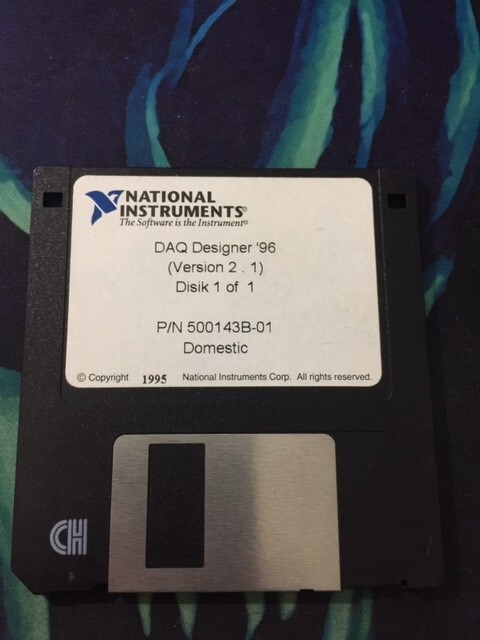 NATIONAL
INSTRUMENTS®
The Software is the Instrument®
DAQ Designer '96
(Version 2 . 1)
Disik 1 of 1
P/N 500143B-01
Domestic
© Copyright 1995 National Instruments Corp. All rights reserved.
CH